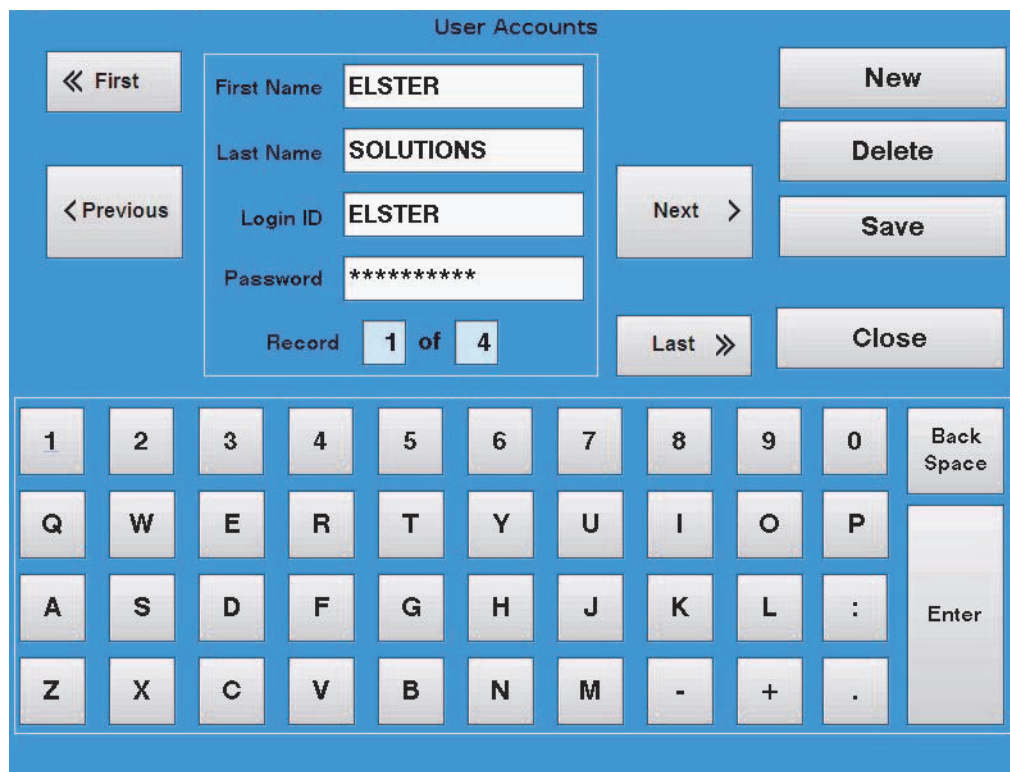 User Accounts
« First
First Name ELSTER
New
Last Name SOLUTIONS
Delete
< Previous
Login ID ELSTER
Next >
Save
Password **********
Record 1 of 4
Last »
Close
1 2 3 4 5 6 7 8 9 0 Back Space
Q W E R T Y U I O P
A S D F G H J K L : Enter
Z X C V B N M - + .